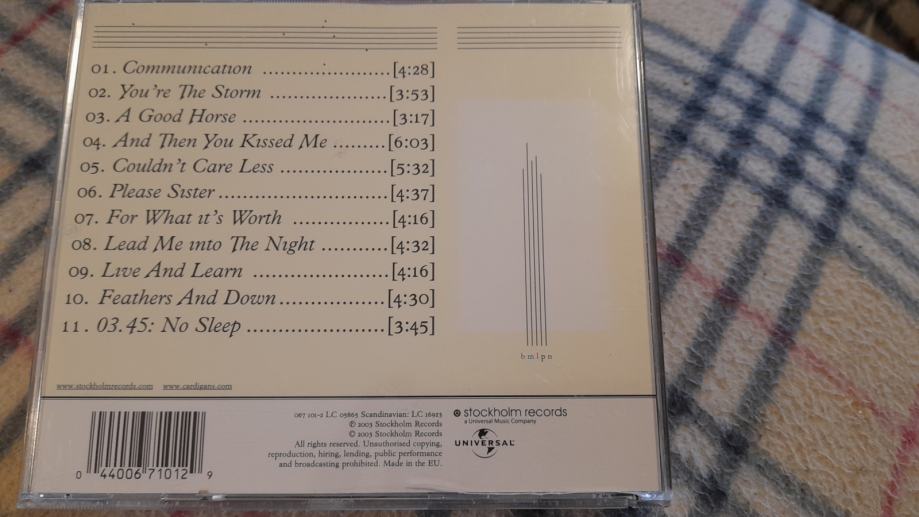 01. Communication ........................[4:28]
02. You're The Storm ......................[3:53]
03. A Good Horse ...........................[3:17]
04. And Then You Kissed Me ..........[6:03]
05. Couldn't Care Less .....................[5:32]
06. Please Sister..............................[4:37]
07. For What it's Worth ..................[4:16]
08. Lead Me into The Night .............[4:32]
09. Live And Learn .........................[4:16]
10. Feathers And Down...................[4:30]
11. 03.45: No Sleep .........................[3:45]
b m l p n
www.stockholmrecords.com www.cardigans.com
0 44006 71012 9
067 101-2 LC 05865 Scandinavian: LC 16923
℗ 2003 Stockholm Records
© 2003 Stockholm Records
All rights reserved. Unauthorised copying,
reproduction, hiring, lending, public performance
and broadcasting prohibited. Made in the EU.
stockholm records
a Universal Music Company
UNIVERSAL